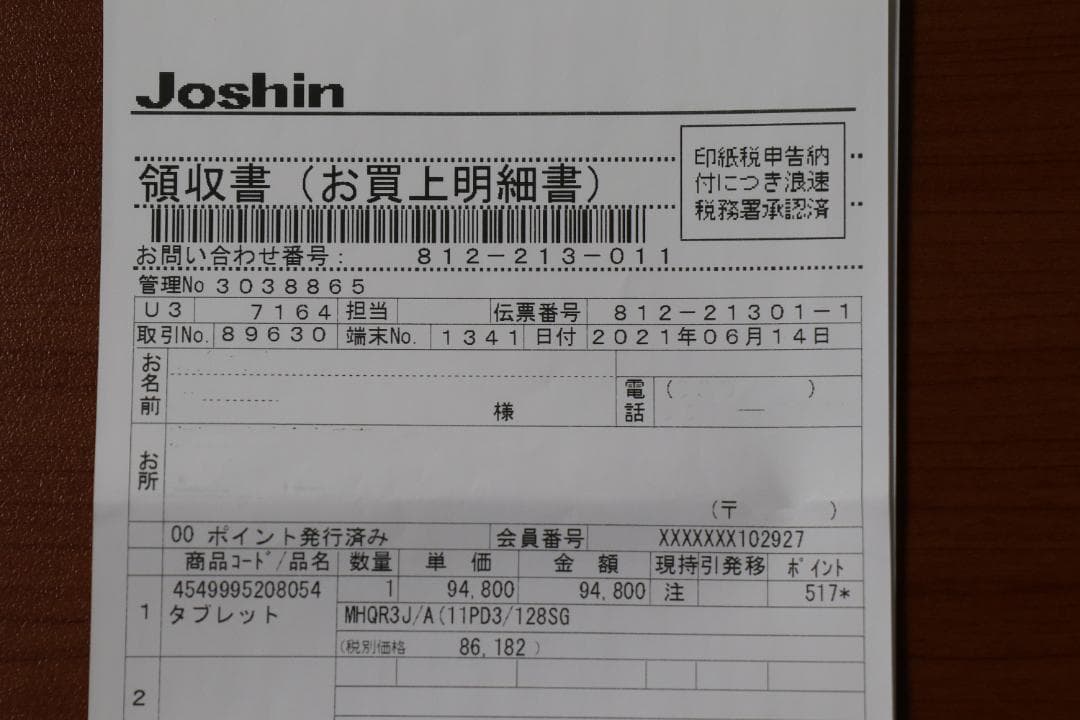 Joshin
領収書（お買上明細書）
印紙税申告納
付につき浪速
税務署承認済
お問い合わせ番号： 812－213－011
管理No 3038865
U3 7164 担当 伝票番号 812－21301－1
取引No. 89630 端末No. 1341 日付 2021年06月14日
お名前 様 電話 （ ） ―
お所 （〒 ）
00 ポイント発行済み 会員番号 XXXXXXX102927
商品ｺｰﾄﾞ/品名 数量 単価 金額 現持引発移 ﾎﾟｲﾝﾄ
1 4549995208054 1 94,800 94,800 注 517*
タブレット MHQR3J/A(11PD3/128SG
(税別価格 86,182 )
2